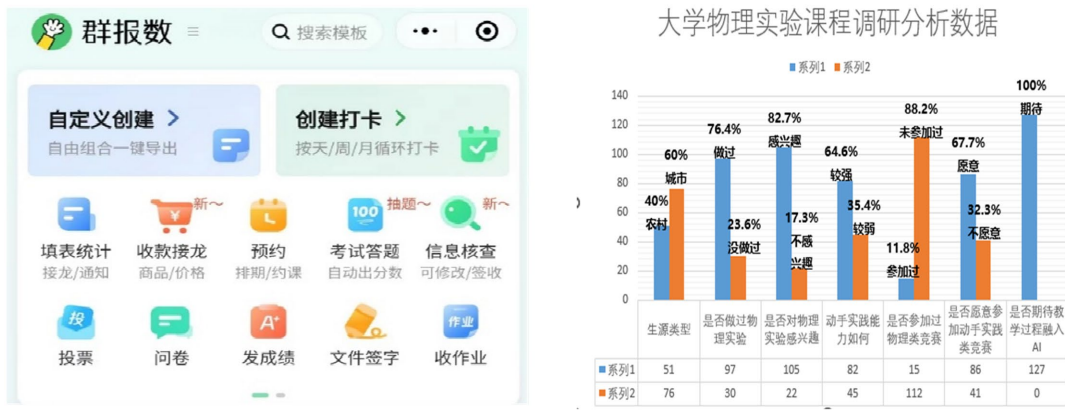 群报数
搜索模板
自定义创建
自由组合一键导出
创建打卡
按天/周/月循环打卡
新~
抽题~
新~
100
填表统计
收款接龙
预约
考试答题
信息核查
接龙/通知
商品/价格
排期/约课
自动出分数
可修改/签收
投
A+
作业
投票
问卷
发成绩
文件签字
收作业
大学物理实验课程调研分析数据
系列1 系列2
140
120
100
80
60
40
20
0
40%
农村
60%
城市
76.4%
做过
23.6%
没做过
82.7%
感兴趣
17.3%
不感
兴趣
64.6%
较强
35.4%
较弱
11.8%
参加过
88.2%
未参加过
67.7%
愿意
32.3%
不愿意
100%
期待
生源类型
是否做过物
理实验
是否对物理
实验感兴趣
动手实践能
力如何
是否参加过
物理类竞赛
是否愿意参
加动手实践
类竞赛
是否期待教
学过程融入
AI
系列1 51 97 105 82 15 86 127
系列2 76 30 22 45 112 41 0